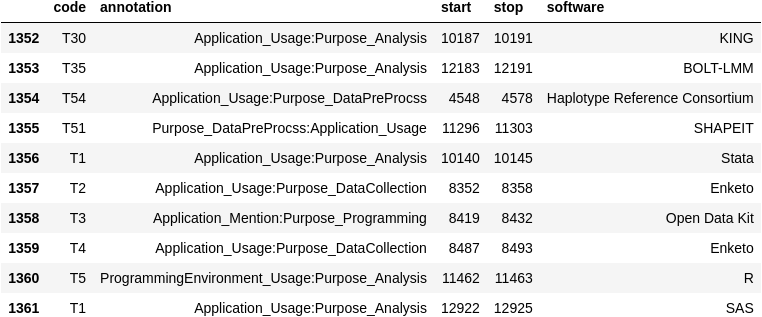 code annotation start stop software
1352 T30 Application_Usage:Purpose_Analysis 10187 10191 KING
1353 T35 Application_Usage:Purpose_Analysis 12183 12191 BOLT-LMM
1354 T54 Application_Usage:Purpose_DataPreProcss 4548 4578 Haplotype Reference Consortium
1355 T51 Purpose_DataPreProcss:Application_Usage 11296 11303 SHAPEIT
1356 T1 Application_Usage:Purpose_Analysis 10140 10145 Stata
1357 T2 Application_Usage:Purpose_DataCollection 8352 8358 Enketo
1358 T3 Application_Mention:Purpose_Programming 8419 8432 Open Data Kit
1359 T4 Application_Usage:Purpose_DataCollection 8487 8493 Enketo
1360 T5 ProgrammingEnvironment_Usage:Purpose_Analysis 11462 11463 R
1361 T1 Application_Usage:Purpose_Analysis 12922 12925 SAS